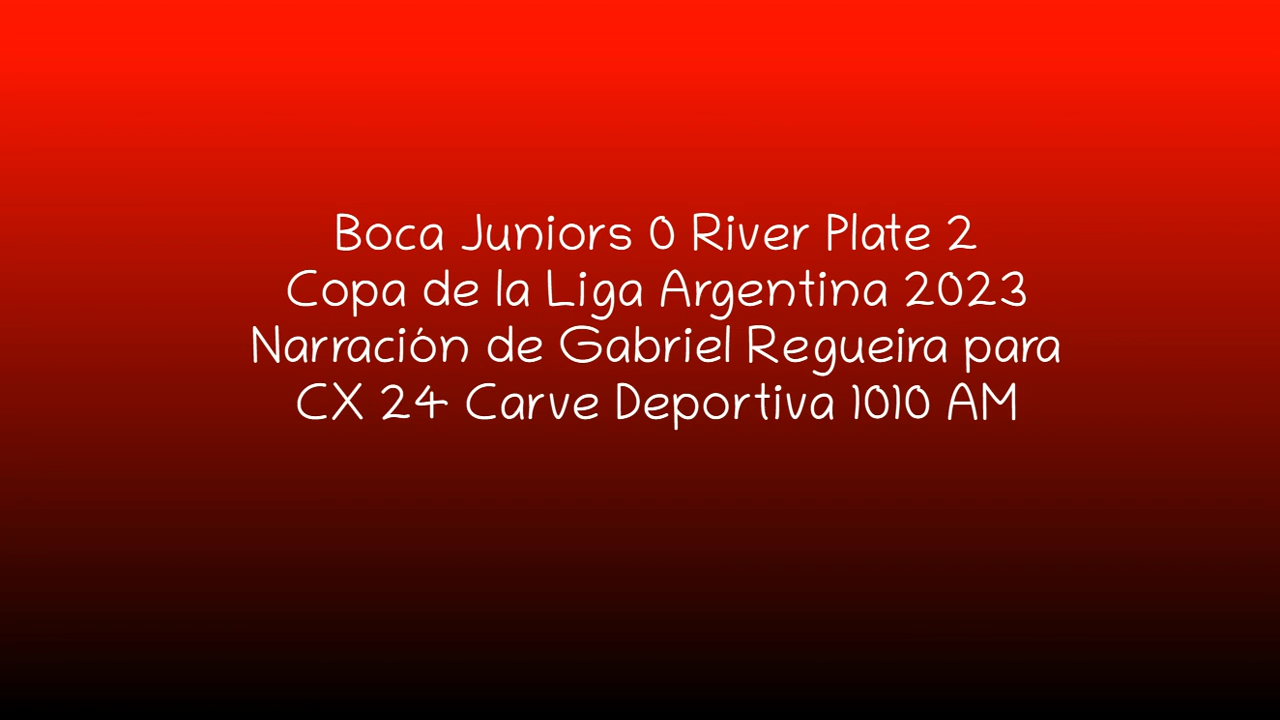 Boca Juniors 0 River Plate 2
Copa de la Liga Argentina 2023
Narración de Gabriel Regueira para
CX 24 Carve Deportiva 1010 AM